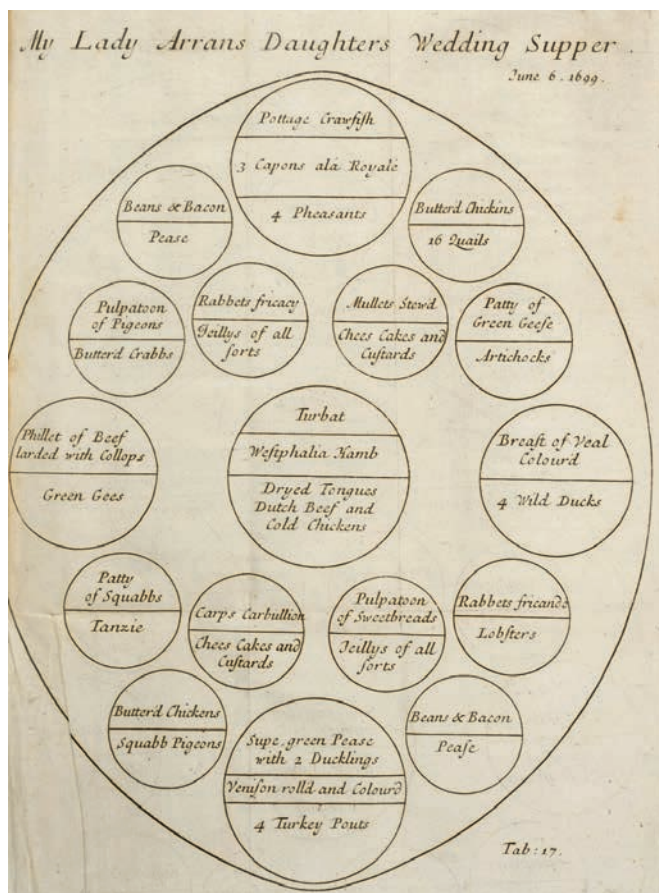 My Lady Arrans Daughters Wedding Supper.
June 6. 1699.
Pottage Crawfiſh
3 Capons ala Royale
4 Pheasants
Beans & Bacon
Pease
Butterd Chickins
16 Quails
Pulpatoon
of Pigeons
Butterd Crabbs
Rabbets fricacy
Jeillys of all
ſorts
Mullets Stewd
Chees Cakes and
Cuſtards
Patty of
Green Geeſe
Artichocks
Phillet of Beef
larded with Collops
Green Gees
Turbat
Weſtphalia Hamb
Dryed Tongues
Dutch Beef and
Cold Chickens
Breaſt of Veal
Colourd
4 Wild Ducks
Patty
of Squabbs
Tanzie
Carps Carbullion
Chees Cakes and
Cuſtards
Pulpatoon
of Sweetbreads
Jeillys of all
ſorts
Rabbets fricande
Lobſters
Butterd Chickens
Squabb Pigeons
Supe, green Pease
with 2 Ducklings
Veniſon rolld and Colourd
4 Turkey Pouts
Beans & Bacon
Peaſe
Tab: 17.